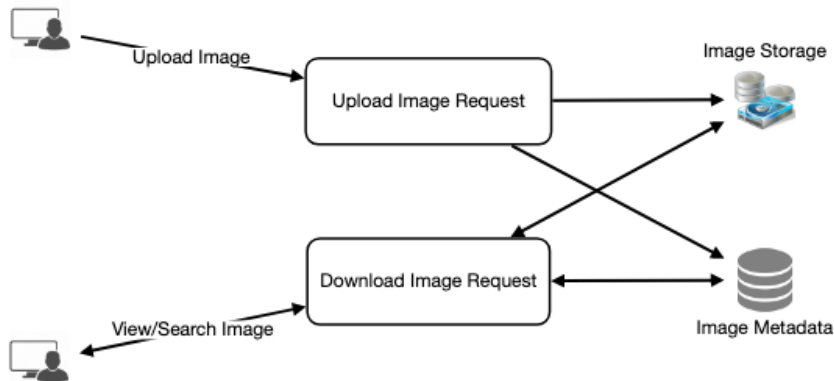 Upload Image
Image Storage
Upload Image Request
Download Image Request
View/Search Image
Image Metadata